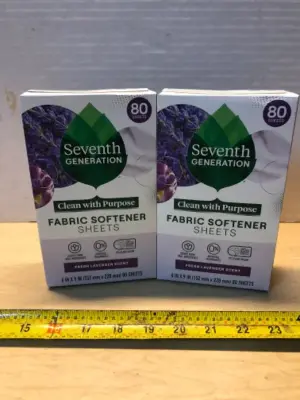 80
SHEETS
Seventh
GENERATION
Clean with Purpose
FABRIC SOFTENER
SHEETS
FRESH LAVENDER SCENT
80
SHEETS
Seventh
GENERATION
Clean with Purpose
FABRIC SOFTENER
SHEETS
FRESH LAVENDER SCENT
15 16 17 18 19 20 21 22 23